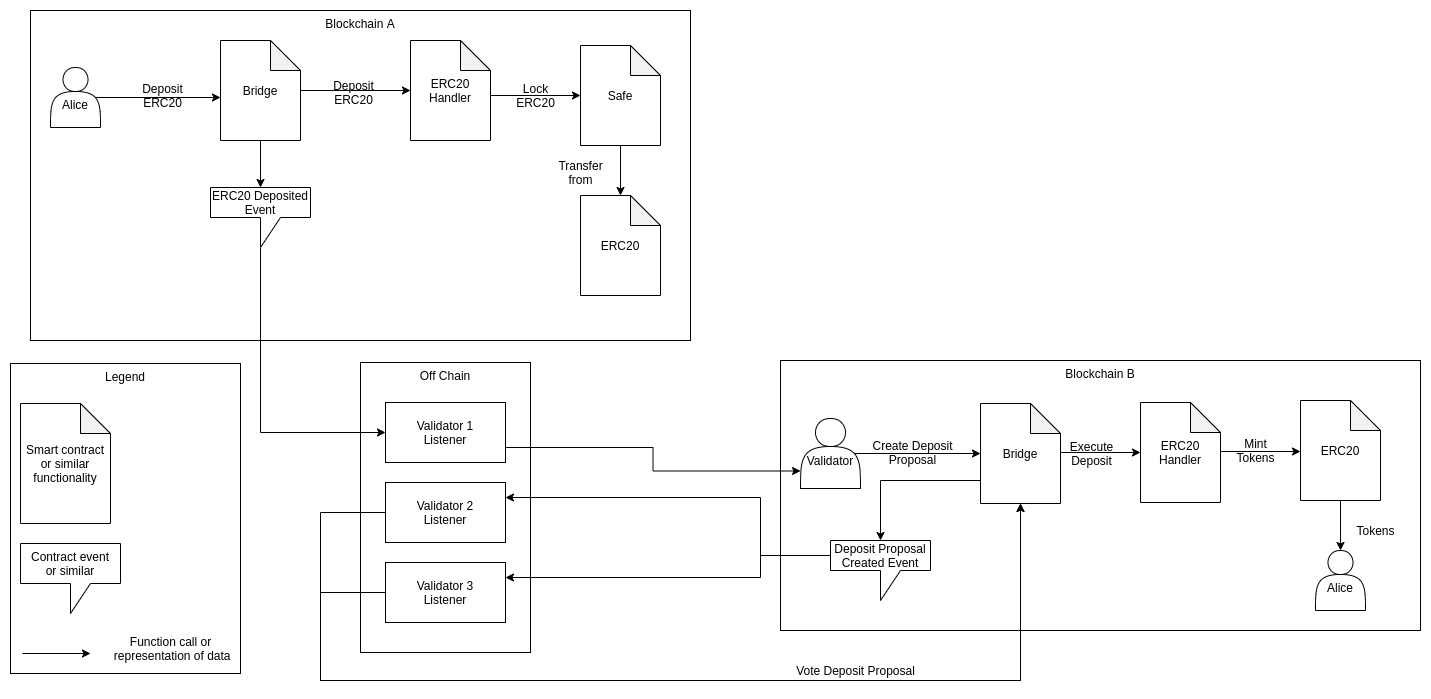 Blockchain A
Alice
Deposit
ERC20
Bridge
Deposit
ERC20
ERC20
Handler
Lock
ERC20
Safe
Transfer
from
ERC20
ERC20 Deposited
Event
Legend
Smart contract
or similar
functionality
Contract event
or similar
Function call or
representation of data
Off Chain
Validator 1
Listener
Validator 2
Listener
Validator 3
Listener
Blockchain B
Validator
Create Deposit
Proposal
Bridge
Execute
Deposit
ERC20
Handler
Mint
Tokens
ERC20
Tokens
Alice
Deposit Proposal
Created Event
Vote Deposit Proposal